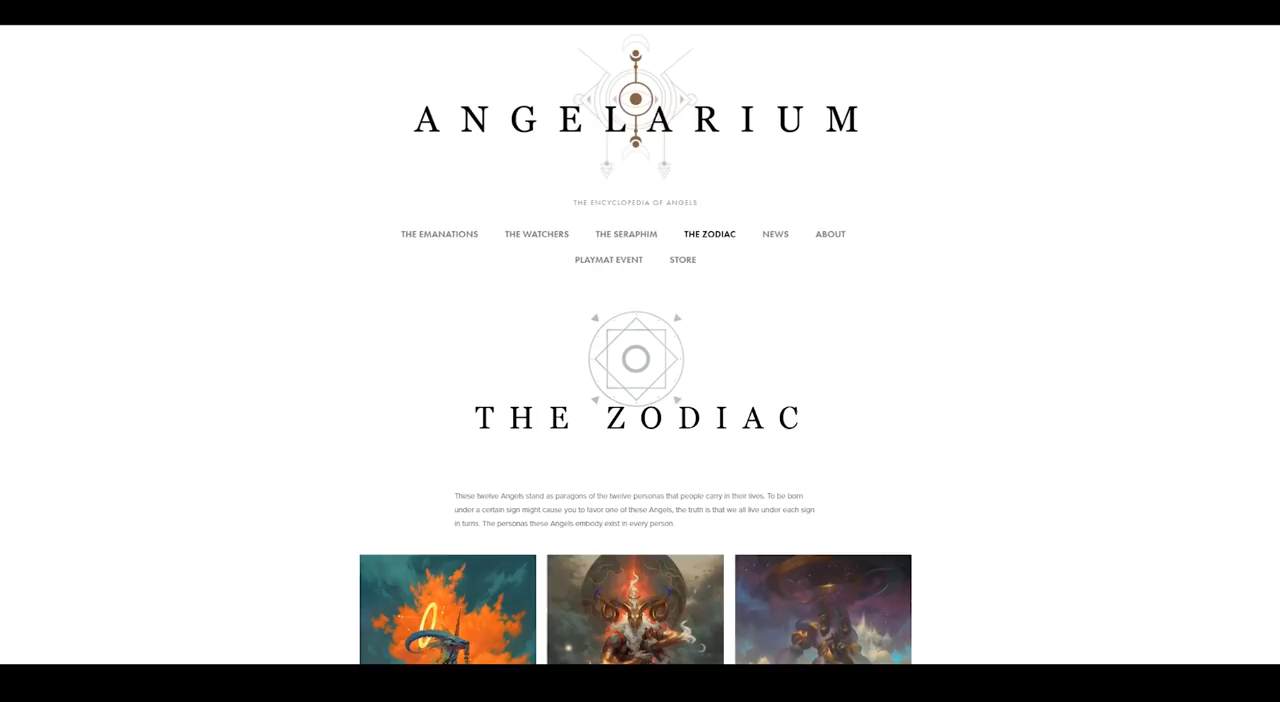 ANGELARIUM
THE ENCYCLOPEDIA OF ANGELS
THE EMANATIONS THE WATCHERS THE SERAPHIM THE ZODIAC NEWS ABOUT
PLAYMAT EVENT STORE
THE ZODIAC
These twelve Angels stand as paragons of the twelve personas that people carry in their lives. To be born
under a certain sign might cause you to favor one of these Angels, the truth is that we all live under each sign
in turns. The personas these Angels embody exist in every person.